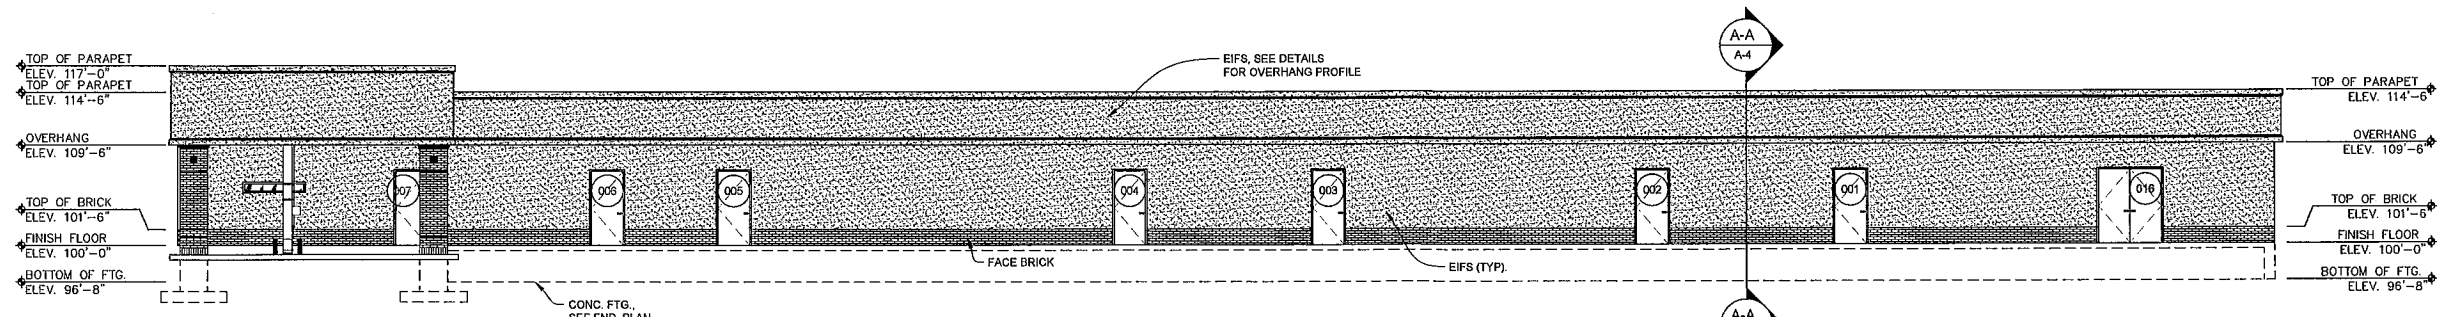 TOP OF PARAPET
ELEV. 117'-0"
TOP OF PARAPET
ELEV. 114'-6"
OVERHANG
ELEV. 109'-6"
TOP OF BRICK
ELEV. 101'-6"
FINISH FLOOR
ELEV. 100'-0"
BOTTOM OF FTG.
ELEV. 96'-8"
EIFS, SEE DETAILS
FOR OVERHANG PROFILE
A-A
A-4
007
006
005
004
003
002
001
016
FACE BRICK
EIFS (TYP).
CONC. FTG.,
SEE FND. PLAN
A-A
TOP OF PARAPET
ELEV. 114'-6"
OVERHANG
ELEV. 109'-6"
TOP OF BRICK
ELEV. 101'-6"
FINISH FLOOR
ELEV. 100'-0"
BOTTOM OF FTG.
ELEV. 96'-8"